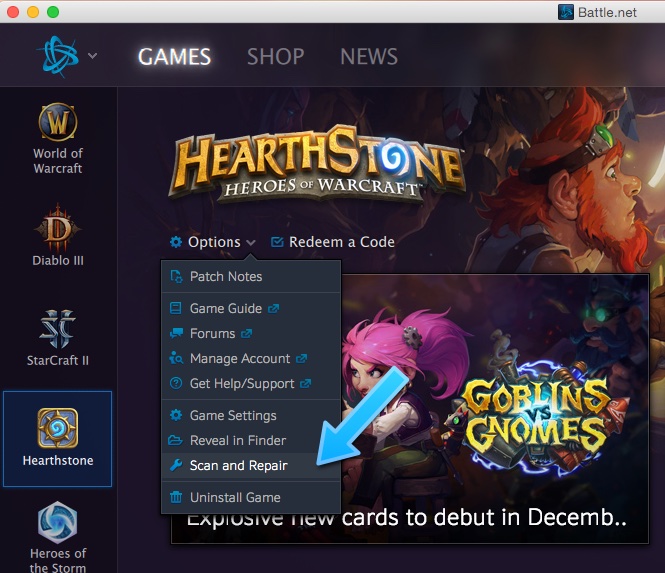 Battle.net
GAMES SHOP NEWS
World of
Warcraft
Diablo III
StarCraft II
Hearthstone
Heroes of
the Storm
HEARTHSTONE
HEROES OF WARCRAFT
Options
Redeem a Code
Patch Notes
Game Guide
Forums
Manage Account
Get Help/Support
Game Settings
Reveal in Finder
Scan and Repair
Uninstall Game
GOBLINS
VS
GNOMES
Explosive new cards to debut in Decemb..